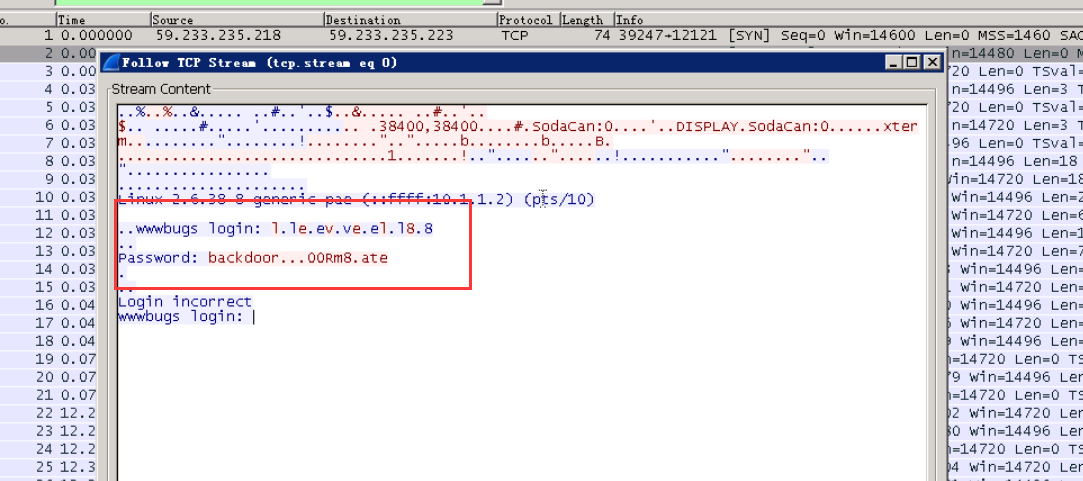 o. Time Source Destination Protocol Length Info
1 0.000000 59.233.235.218 59.233.235.223 TCP 74 39247→12121 [SYN] Seq=0 Win=14600 Len=0 MSS=1460 SAC
2 0.00
Follow TCP Stream (tcp.stream eq 0)
Stream Content
3 0.00
4 0.03
5 0.03
6 0.03
7 0.03
8 0.03
9 0.03
10 0.03
11 0.03
12 0.03
13 0.03
14 0.03
15 0.03
16 0.04
17 0.04
18 0.04
19 0.07
20 0.07
21 0.07
22 12.2
23 12.2
24 12.2
25 12.3
.38400,38400....#.SodaCan:0....'..DISPLAY.SodaCan:0......xter
Linux 2.6.38-8-generic-pae (::ffff:10.1.1.2) (pts/10)
..wwwbugs login: l.le.ev.ve.el.l8.8
..
Password: backdoor...00Rm8.ate
.
..
Login incorrect
wwwbugs login:
n=14480 Len=0 M
720 Len=0 TSval=
n=14496 Len=3 T
720 Len=0 TSval=
n=14720 Len=3 T
96 Len=0 TSval=
n=14496 Len=18
Win=14720 Len=18
Win=14496 Len=2
Win=14720 Len=6
Win=14496 Len=1
Win=14720 Len=7
Win=14496 Len=
Win=14720 Len=
Win=14496 Len=
Win=14720 Len=
Win=14496 Len=
=14720 Len=0 TS
79 Win=14496 Len
=14720 Len=0 TS
02 Win=14720 Len
80 Win=14496 Len
=14720 Len=0 TS
04 Win=14720 Len